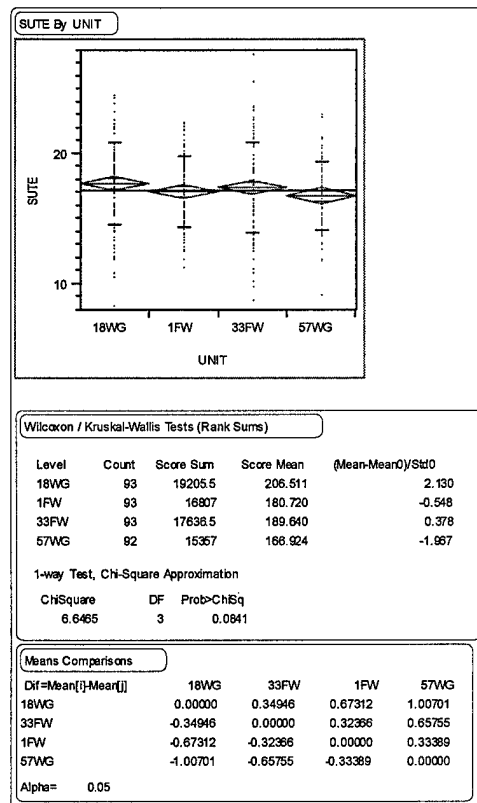 SUTE By UNIT
20
SUTE
10
18WG 1FW 33FW 57WG
UNIT
Wilcoxon / Kruskal-Wallis Tests (Rank Sums)
Level Count Score Sum Score Mean (Mean-Mean0)/Std0
18WG 93 19205.5 206.511 2.130
1FW 93 16807 180.720 -0.548
33FW 93 17636.5 189.640 0.378
57WG 92 15357 166.924 -1.967
1-way Test, Chi-Square Approximation
ChiSquare DF Prob>ChiSq
6.6465 3 0.0841
Means Comparisons
Dif=Mean[i]-Mean[j] 18WG 33FW 1FW 57WG
18WG 0.00000 0.34946 0.67312 1.00701
33FW -0.34946 0.00000 0.32366 0.65755
1FW -0.67312 -0.32366 0.00000 0.33389
57WG -1.00701 -0.65755 -0.33389 0.00000
Alpha= 0.05